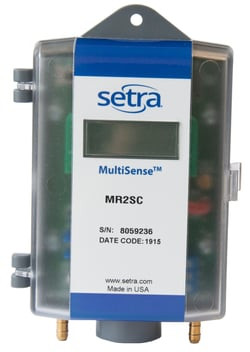 setra
MultiSense™
MR2SC
S/N: 8059236
DATE CODE: 1915
www.setra.com
Made in USA